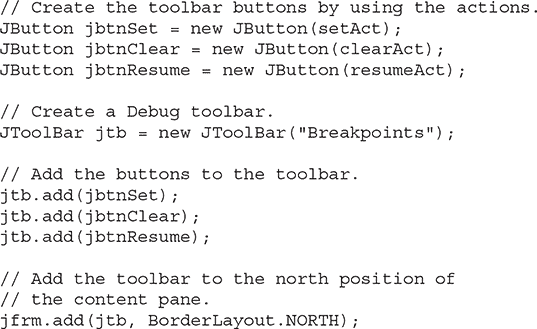 // Create the toolbar buttons by using the actions.
JButton jbtnSet = new JButton(setAct);
JButton jbtnClear = new JButton(clearAct);
JButton jbtnResume = new JButton(resumeAct);

// Create a Debug toolbar.
JToolBar jtb = new JToolBar("Breakpoints");

// Add the buttons to the toolbar.
jtb.add(jbtnSet);
jtb.add(jbtnClear);
jtb.add(jbtnResume);

// Add the toolbar to the north position of
// the content pane.
jfrm.add(jtb, BorderLayout.NORTH);